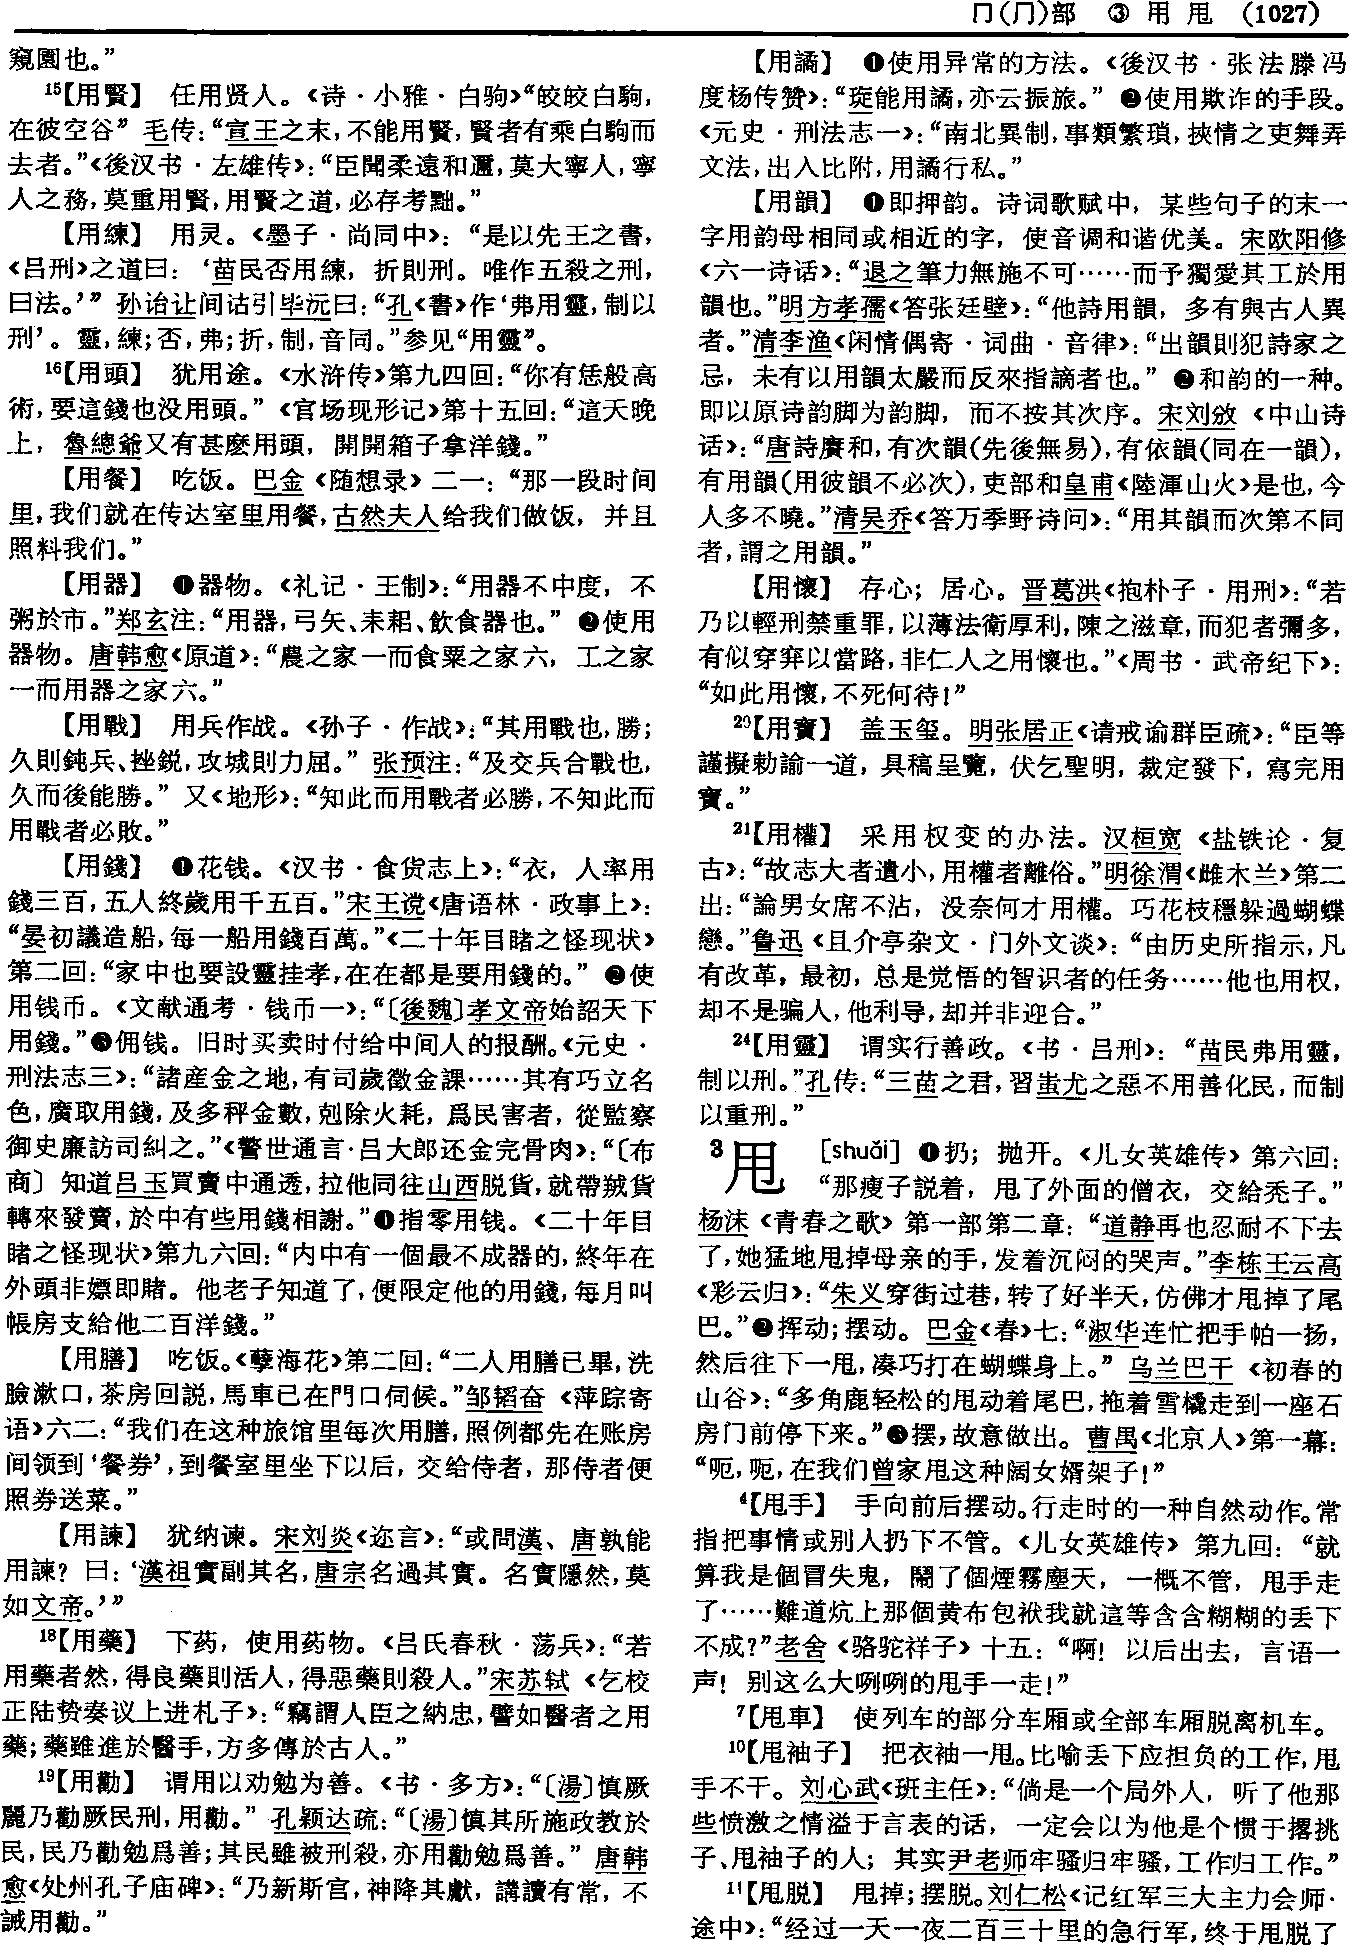 冂(⺆)部 ③ 用 甩 (1027)
窺園也。”
15【用賢】 任用贤人。《诗·小雅·白驹》“皎皎白駒，
在彼空谷”毛传：“宣王之末，不能用賢，賢者有乘白駒而
去者。”《後汉书·左雄传》：“臣聞柔遠和邇，莫大寧人，寧
人之務，莫重用賢，用賢之道，必存考黜。”
【用練】 用灵。《墨子·尚同中》：“是以先王之書，
《吕刑》之道曰：‘苗民否用練，折則刑。唯作五殺之刑，
曰法。’”孙诒让间诂引毕沅曰：“孔《書》作‘弗用靈，制以
刑’。靈，練；否，弗；折，制，音同。”参见“用靈”。
16【用頭】 犹用途。《水浒传》第九四回：“你有恁般高
術，要這錢也没用頭。”《官场现形记》第十五回：“這天晚
上，魯總爺又有甚麽用頭，開開箱子拿洋錢。”
【用餐】 吃饭。巴金《随想录》二一：“那一段时间
里，我们就在传达室里用餐，古然夫人给我们做饭，并且
照料我们。”
【用器】 ❶器物。《礼记·王制》：“用器不中度，不
粥於市。”郑玄注：“用器，弓矢、耒耜、飲食器也。”❷使用
器物。唐韩愈《原道》：“農之家一而食粟之家六，工之家
一而用器之家六。”
【用戰】 用兵作战。《孙子·作战》：“其用戰也，勝；
久則鈍兵、挫鋭，攻城則力屈。”张预注：“及交兵合戰也，
久而後能勝。”又《地形》：“知此而用戰者必勝，不知此而
用戰者必敗。”
【用錢】 ❶花钱。《汉书·食货志上》：“衣，人率用
錢三百，五人終歲用千五百。”宋王谠《唐语林·政事上》：
“晏初議造船，每一船用錢百萬。”《二十年目睹之怪现状》
第二回：“家中也要設靈挂孝，在在都是要用錢的。”❷使
用钱币。《文献通考·钱币一》：“〔後魏〕孝文帝始詔天下
用錢。”❸佣钱。旧时买卖时付给中间人的报酬。《元史·
刑法志三》：“諸産金之地，有司歲徵金課……其有巧立名
色，廣取用錢，及多秤金數，剋除火耗，爲民害者，從監察
御史廉訪司糾之。”《警世通言·吕大郎还金完骨肉》：“〔布
商〕知道吕玉買賣中通透，拉他同往山西脱貨，就帶羢貨
轉來發賣，於中有些用錢相謝。”❹指零用钱。《二十年目
睹之怪现状》第九六回：“内中有一個最不成器的，終年在
外頭非嫖即賭。他老子知道了，便限定他的用錢，每月叫
帳房支給他二百洋錢。”
【用膳】 吃饭。《孽海花》第二回：“二人用膳已畢，洗
臉漱口，茶房回説，馬車已在門口伺候。”邹韬奋《萍踪寄
语》六二：“我们在这种旅馆里每次用膳，照例都先在账房
间领到‘餐券’，到餐室里坐下以后，交给侍者，那侍者便
照券送菜。”
【用諫】 犹纳谏。宋刘炎《迩言》：“或問漢、唐孰能
用諫？曰：‘漢祖實副其名，唐宗名過其實。名實隱然，莫
如文帝。’”
18【用藥】 下药，使用药物。《吕氏春秋·荡兵》：“若
用藥者然，得良藥則活人，得惡藥則殺人。”宋苏轼《乞校
正陆贽奏议上进札子》：“竊謂人臣之納忠，譬如醫者之用
藥；藥雖進於醫手，方多傳於古人。”
19【用勸】 谓用以劝勉为善。《书·多方》：“〔湯〕慎厥
麗乃勸厥民刑，用勸。”孔颖达疏：“〔湯〕慎其所施政教於
民，民乃勸勉爲善；其民雖被刑殺，亦用勸勉爲善。”唐韩
愈《处州孔子庙碑》：“乃新斯宫，神降其獻，講讀有常，不
誡用勸。”
【用譎】 ❶使用异常的方法。《後汉书·张法滕冯
度杨传赞》：“琁能用譎，亦云振旅。”❷使用欺诈的手段。
《元史·刑法志一》：“南北異制，事類繁瑣，挾情之吏舞弄
文法，出入比附，用譎行私。”
【用韻】 ❶即押韵。诗词歌赋中，某些句子的末一
字用韵母相同或相近的字，使音调和谐优美。宋欧阳修
《六一诗话》：“退之筆力無施不可……而予獨愛其工於用
韻也。”明方孝孺《答张廷璧》：“他詩用韻，多有與古人異
者。”清李渔《闲情偶寄·词曲·音律》：“出韻則犯詩家之
忌，未有以用韻太嚴而反來指謫者也。”❷和韵的一种。
即以原诗韵脚为韵脚，而不按其次序。宋刘攽《中山诗
话》：“唐詩賡和，有次韻(先後無易)，有依韻(同在一韻)，
有用韻(用彼韻不必次)，吏部和皇甫《陸渾山火》是也，今
人多不曉。”清吴乔《答万季野诗问》：“用其韻而次第不同
者，謂之用韻。”
【用懷】 存心；居心。晋葛洪《抱朴子·用刑》：“若
乃以輕刑禁重罪，以薄法衛厚利，陳之滋章，而犯者彌多，
有似穿穽以當路，非仁人之用懷也。”《周书·武帝纪下》：
“如此用懷，不死何待！”
20【用寶】 盖玉玺。明张居正《请戒谕群臣疏》：“臣等
謹擬勅諭一道，具稿呈覽，伏乞聖明，裁定發下，寫完用
寶。”
21【用權】 采用权变的办法。汉桓宽《盐铁论·复
古》：“故志大者遺小，用權者離俗。”明徐渭《雌木兰》第二
出：“論男女席不沾，没奈何才用權。巧花枝穩躲過蝴蝶
戀。”鲁迅《且介亭杂文·门外文谈》：“由历史所指示，凡
有改革，最初，总是觉悟的智识者的任务……他也用权，
却不是骗人，他利导，却并非迎合。”
24【用靈】 谓实行善政。《书·吕刑》：“苗民弗用靈，
制以刑。”孔传：“三苗之君，習蚩尤之惡不用善化民，而制
以重刑。”
3甩 ［shuǎi］❶扔；抛开。《儿女英雄传》第六回：
“那瘦子説着，甩了外面的僧衣，交給秃子。”
杨沫《青春之歌》第一部第二章：“道静再也忍耐不下去
了，她猛地甩掉母亲的手，发着沉闷的哭声。”李栋王云高
《彩云归》：“朱义穿街过巷，转了好半天，仿佛才甩掉了尾
巴。”❷挥动；摆动。巴金《春》七：“淑华连忙把手帕一扬，
然后往下一甩，凑巧打在蝴蝶身上。”乌兰巴干《初春的
山谷》：“多角鹿轻松的甩动着尾巴，拖着雪橇走到一座石
房门前停下来。”❸摆，故意做出。曹禺《北京人》第一幕：
“呃，呃，在我们曾家甩这种阔女婿架子！”
4【甩手】 手向前后摆动。行走时的一种自然动作。常
指把事情或别人扔下不管。《儿女英雄传》第九回：“就
算我是個冒失鬼，鬧了個煙霧塵天，一概不管，甩手走
了……難道炕上那個黄布包袱我就這等含含糊糊的丢下
不成？”老舍《骆驼祥子》十五：“啊！以后出去，言语一
声！别这么大咧咧的甩手一走！”
7【甩車】 使列车的部分车厢或全部车厢脱离机车。
10【甩袖子】 把衣袖一甩。比喻丢下应担负的工作，甩
手不干。刘心武《班主任》：“倘是一个局外人，听了他那
些愤激之情溢于言表的话，一定会以为他是个惯于撂挑
子、甩袖子的人；其实尹老师牢骚归牢骚，工作归工作。”
11【甩脱】 甩掉；摆脱。刘仁松《记红军三大主力会师·
途中》：“经过一天一夜二百三十里的急行军，终于甩脱了